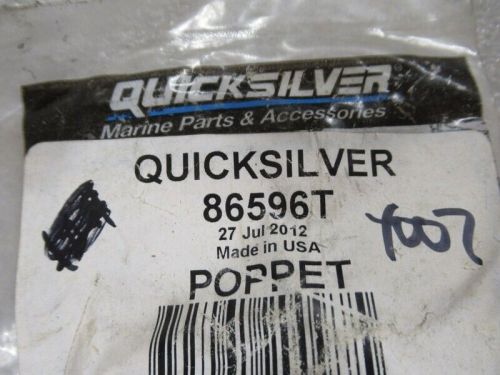 QUICKSILVER
Marine Parts & Accessories
QUICKSILVER
86596T
27 Jul 2012
Made in USA
Y007
POPPET